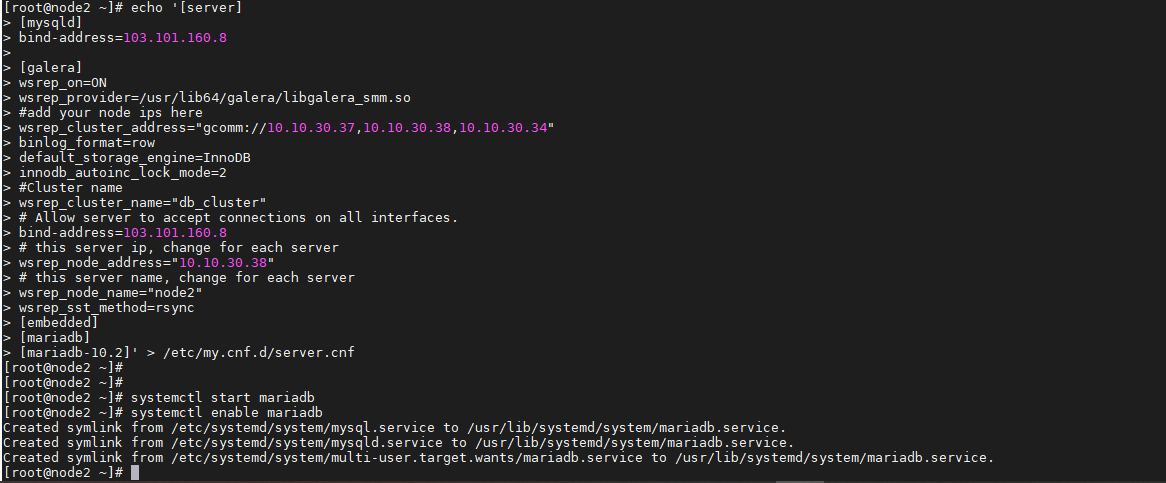 [root@node2 ~]# echo '[server]
> [mysqld]
> bind-address=103.101.160.8
>
> [galera]
> wsrep_on=ON
> wsrep_provider=/usr/lib64/galera/libgalera_smm.so
> #add your node ips here
> wsrep_cluster_address="gcomm://10.10.30.37,10.10.30.38,10.10.30.34"
> binlog_format=row
> default_storage_engine=InnoDB
> innodb_autoinc_lock_mode=2
> #Cluster name
> wsrep_cluster_name="db_cluster"
> # Allow server to accept connections on all interfaces.
> bind-address=103.101.160.8
> # this server ip, change for each server
> wsrep_node_address="10.10.30.38"
> # this server name, change for each server
> wsrep_node_name="node2"
> wsrep_sst_method=rsync
> [embedded]
> [mariadb]
> [mariadb-10.2]' > /etc/my.cnf.d/server.cnf
[root@node2 ~]#
[root@node2 ~]#
[root@node2 ~]# systemctl start mariadb
[root@node2 ~]# systemctl enable mariadb
Created symlink from /etc/systemd/system/mysql.service to /usr/lib/systemd/system/mariadb.service.
Created symlink from /etc/systemd/system/mysqld.service to /usr/lib/systemd/system/mariadb.service.
Created symlink from /etc/systemd/system/multi-user.target.wants/mariadb.service to /usr/lib/systemd/system/mariadb.service.
[root@node2 ~]#